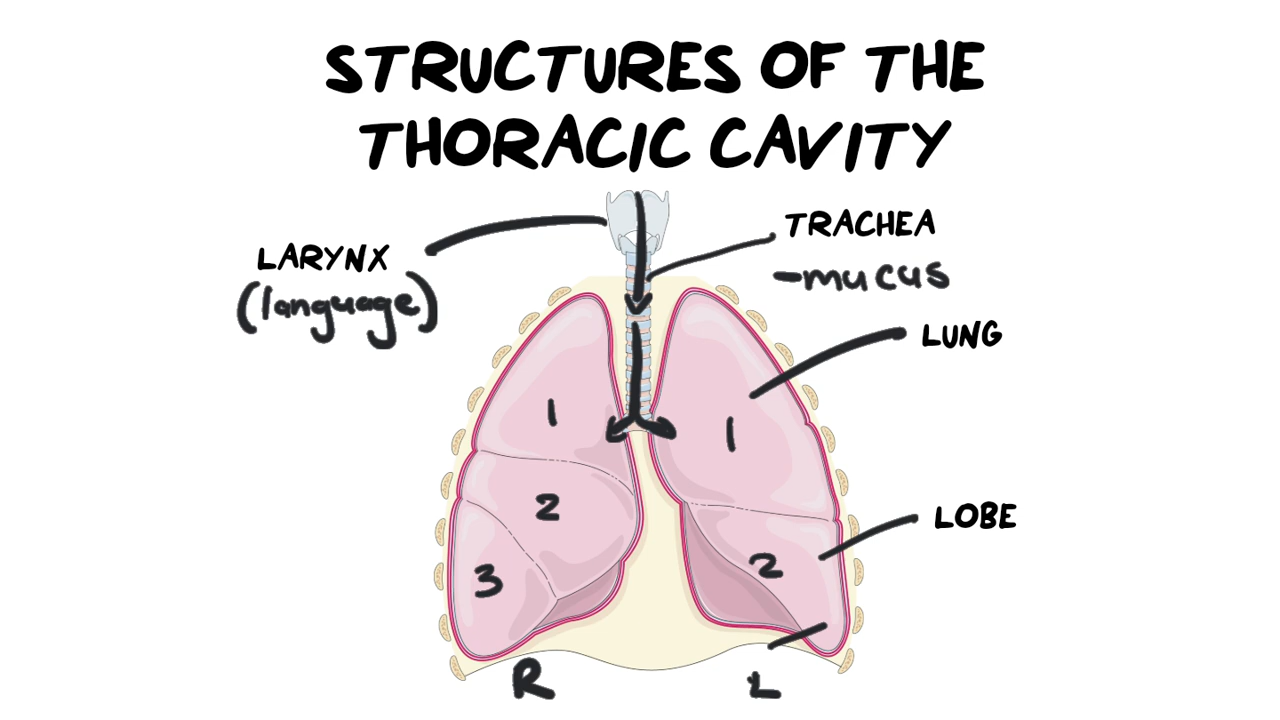 STRUCTURES OF THE
THORACIC CAVITY
LARYNX
(language)
TRACHEA
-mucus
LUNG
1
1
2
LOBE
2
3
R
L